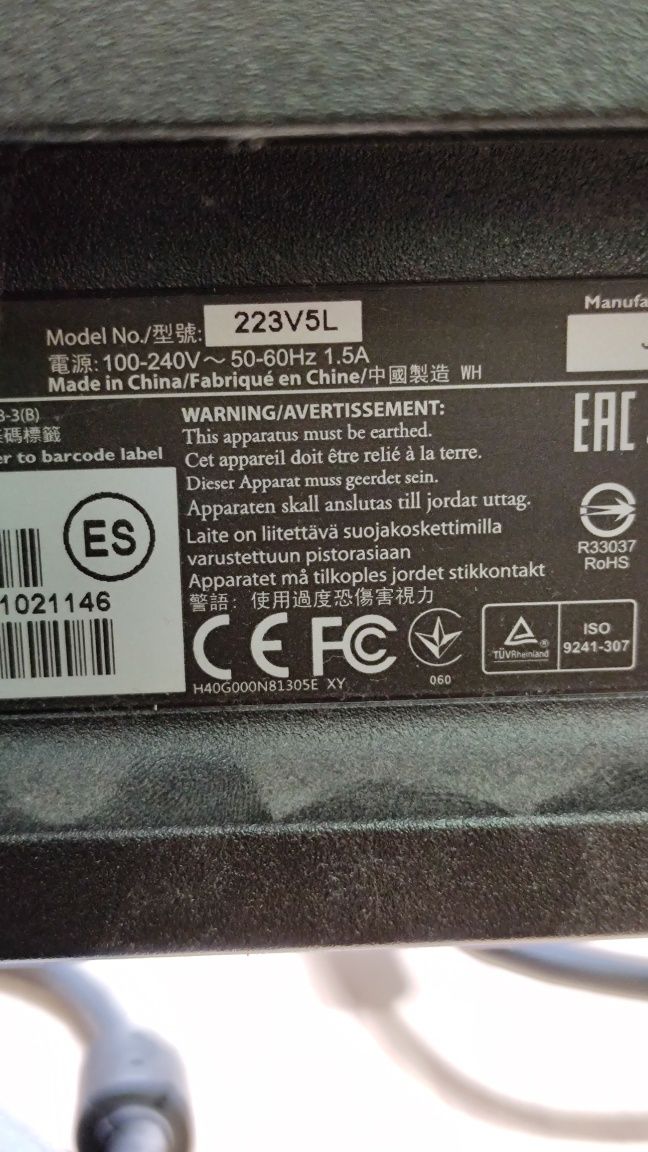 Model No./型號: 223V5L
電源: 100-240V～ 50-60Hz 1.5A
Made in China/Fabriqué en Chine/中國製造 WH
Manufa
3-3(B)
碼標籤
er to barcode label
ES
1021146
WARNING/AVERTISSEMENT:
This apparatus must be earthed.
Cet appareil doit être relié à la terre.
Dieser Apparat muss geerdet sein.
Apparaten skall anslutas till jordat uttag.
Laite on liitettävä suojakoskettimilla
varustettuun pistorasiaan
Apparatet må tilkoples jordet stikkontakt
警語: 使用過度恐傷害視力
CE FC
H40G000N81305E XY
060
EAC
R33037
RoHS
TÜVRheinland
ISO
9241-307